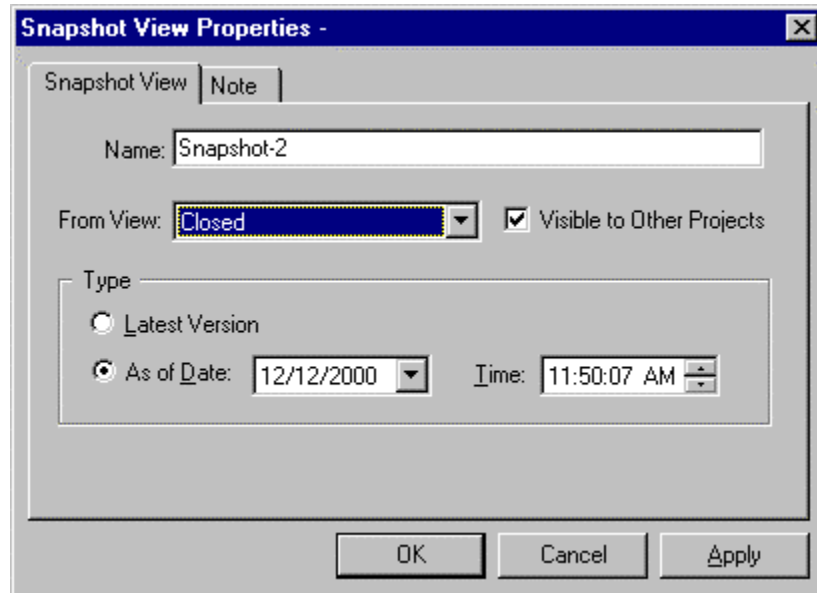 Snapshot View Properties -
Snapshot View Note
Name: Snapshot-2
From View: Closed Visible to Other Projects
Type
Latest Version
As of Date: 12/12/2000 Time: 11:50:07 AM
OK Cancel Apply